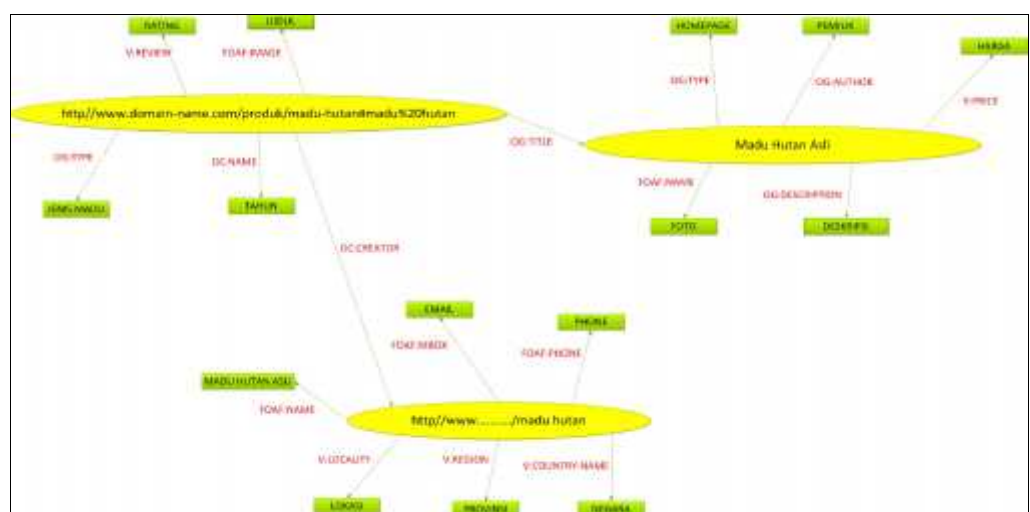 RATING
JUDUL
HOMEPAGE
PEMILIK
HARGA
V:REVIEW
FOAF:IMAGE
OG:TYPE
OG:AUTHOR
V:PRICE
http//www.domain-name.com/produk/madu-hutan#madu%20hutan
OG:TITLE
Madu Hutan Asli
OG:TYPE
DC:NAME
OG:DESCRIPTION
JENIS MADU
TAHUN
FOTO
DESKRIPSI
DC:CREATOR
EMAIL
PHONE
FOAF:MBOX
FOAF:PHONE
MADU HUTAN ASLI
FOAF:NAME
http//www........../madu hutan
V:LOCALITY
V:REGION
V:COUNTRY-NAME
LOKASI
PROVINSI
NEGARA